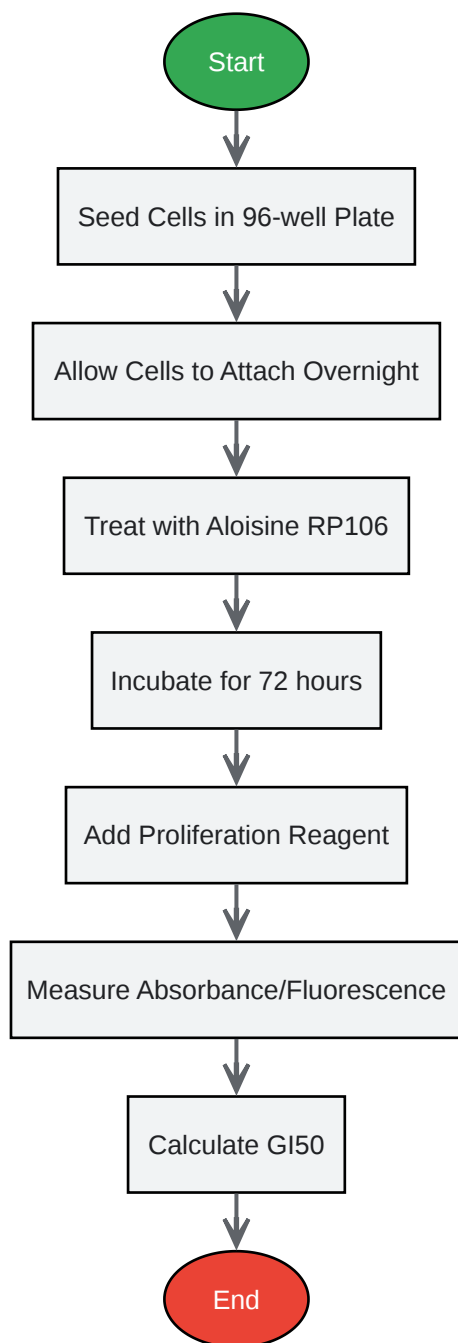 Start
Seed Cells in 96-well Plate
Allow Cells to Attach Overnight
Treat with Aloisine RP106
Incubate for 72 hours
Add Proliferation Reagent
Measure Absorbance/Fluorescence
Calculate GI50
End